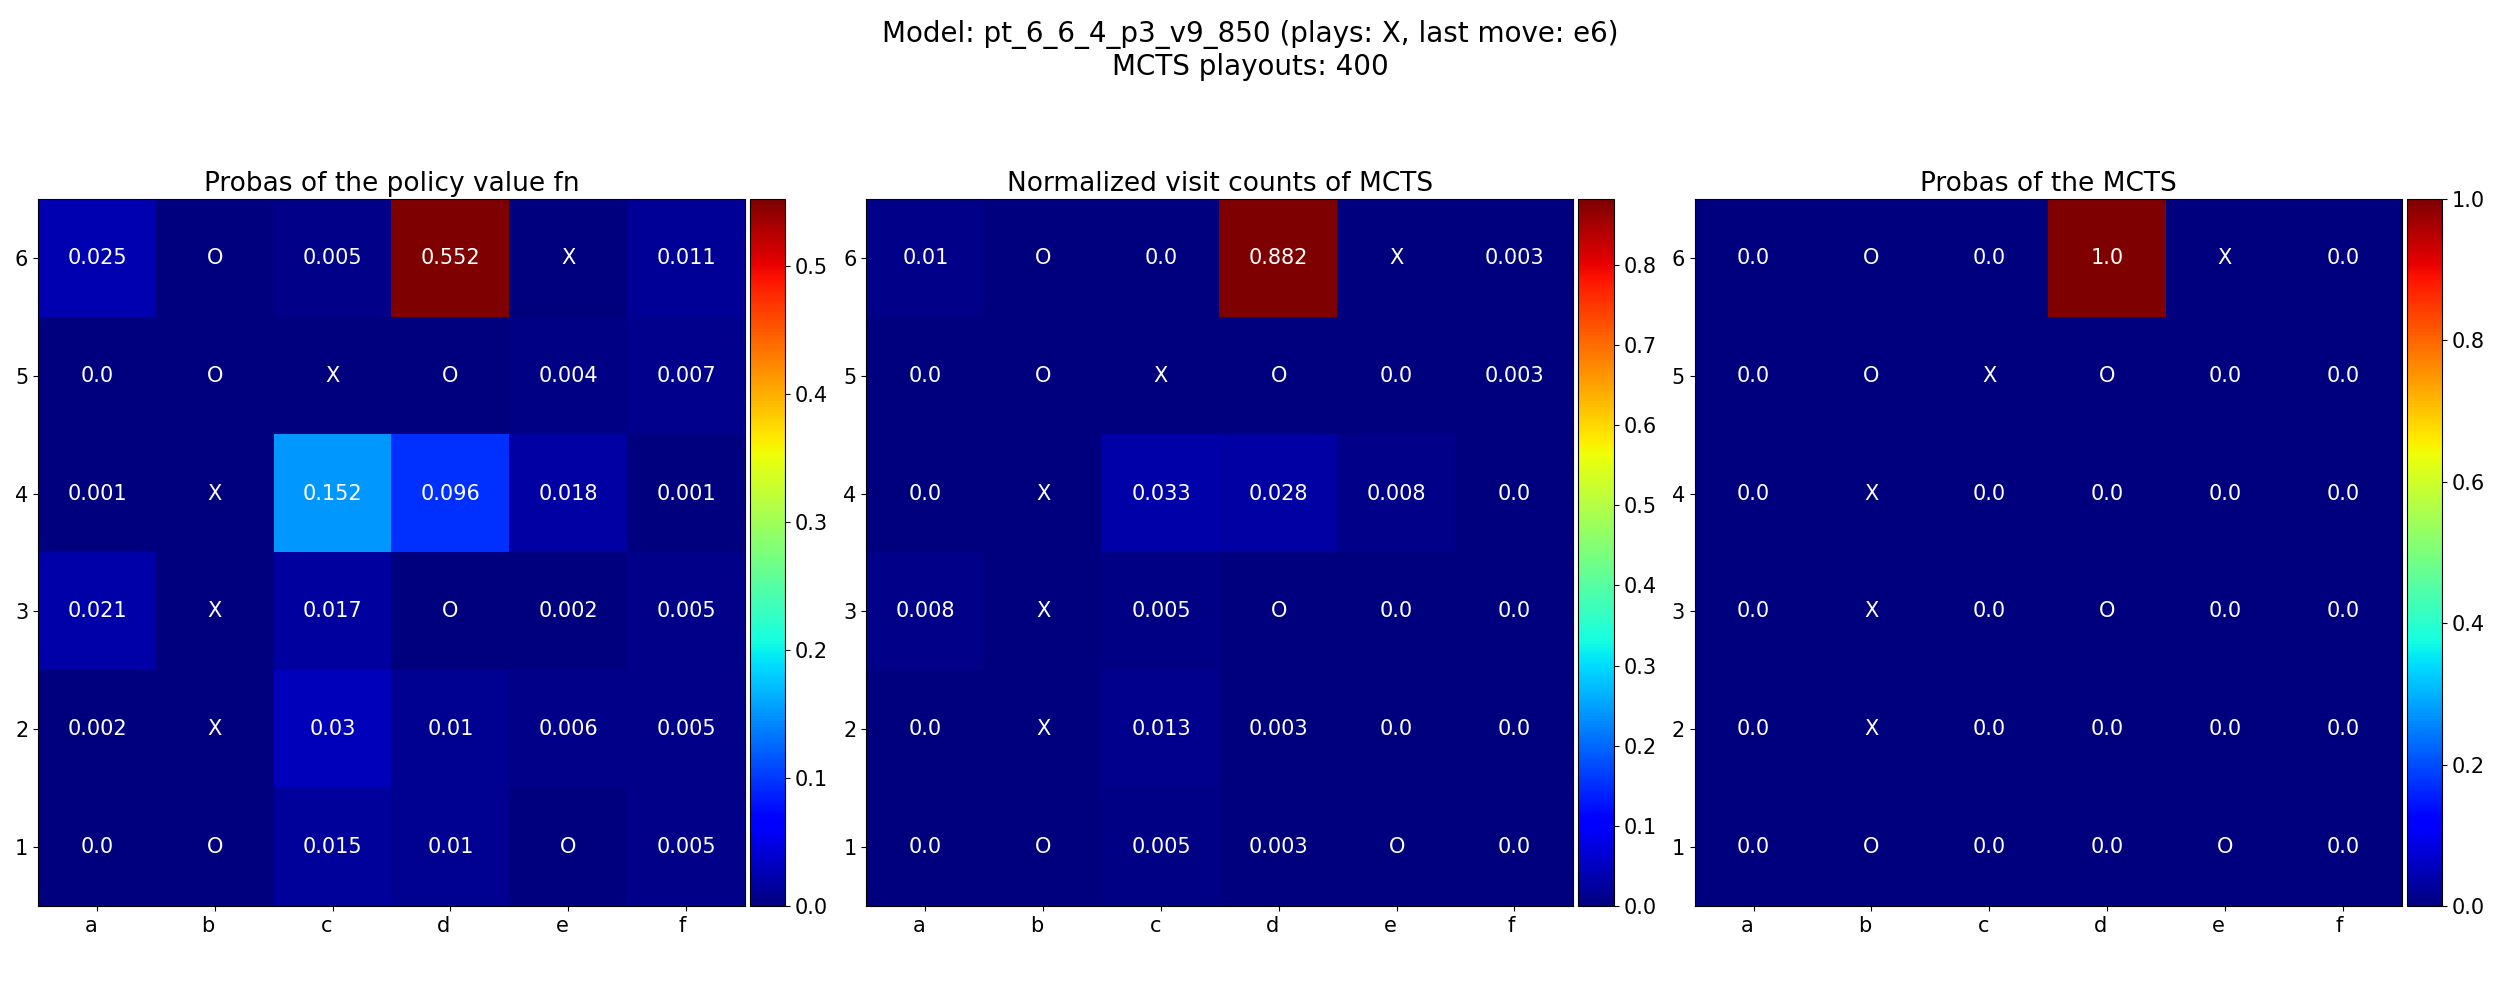 Model: pt_6_6_4_p3_v9_850 (plays: X, last move: e6)
MCTS playouts: 400
Probas of the policy value fn
6 0.025 O 0.005 0.552 X 0.011
5 0.0 O X O 0.004 0.007
4 0.001 X 0.152 0.096 0.018 0.001
3 0.021 X 0.017 O 0.002 0.005
2 0.002 X 0.03 0.01 0.006 0.005
1 0.0 O 0.015 0.01 O 0.005
a b c d e f
0.5
0.4
0.3
0.2
0.1
0.0
Normalized visit counts of MCTS
6 0.01 O 0.0 0.882 X 0.003
5 0.0 O X O 0.0 0.003
4 0.0 X 0.033 0.028 0.008 0.0
3 0.008 X 0.005 O 0.0 0.0
2 0.0 X 0.013 0.003 0.0 0.0
1 0.0 O 0.005 0.003 O 0.0
a b c d e f
0.8
0.7
0.6
0.5
0.4
0.3
0.2
0.1
0.0
Probas of the MCTS
6 0.0 O 0.0 1.0 X 0.0
5 0.0 O X O 0.0 0.0
4 0.0 X 0.0 0.0 0.0 0.0
3 0.0 X 0.0 O 0.0 0.0
2 0.0 X 0.0 0.0 0.0 0.0
1 0.0 O 0.0 0.0 O 0.0
a b c d e f
1.0
0.8
0.6
0.4
0.2
0.0